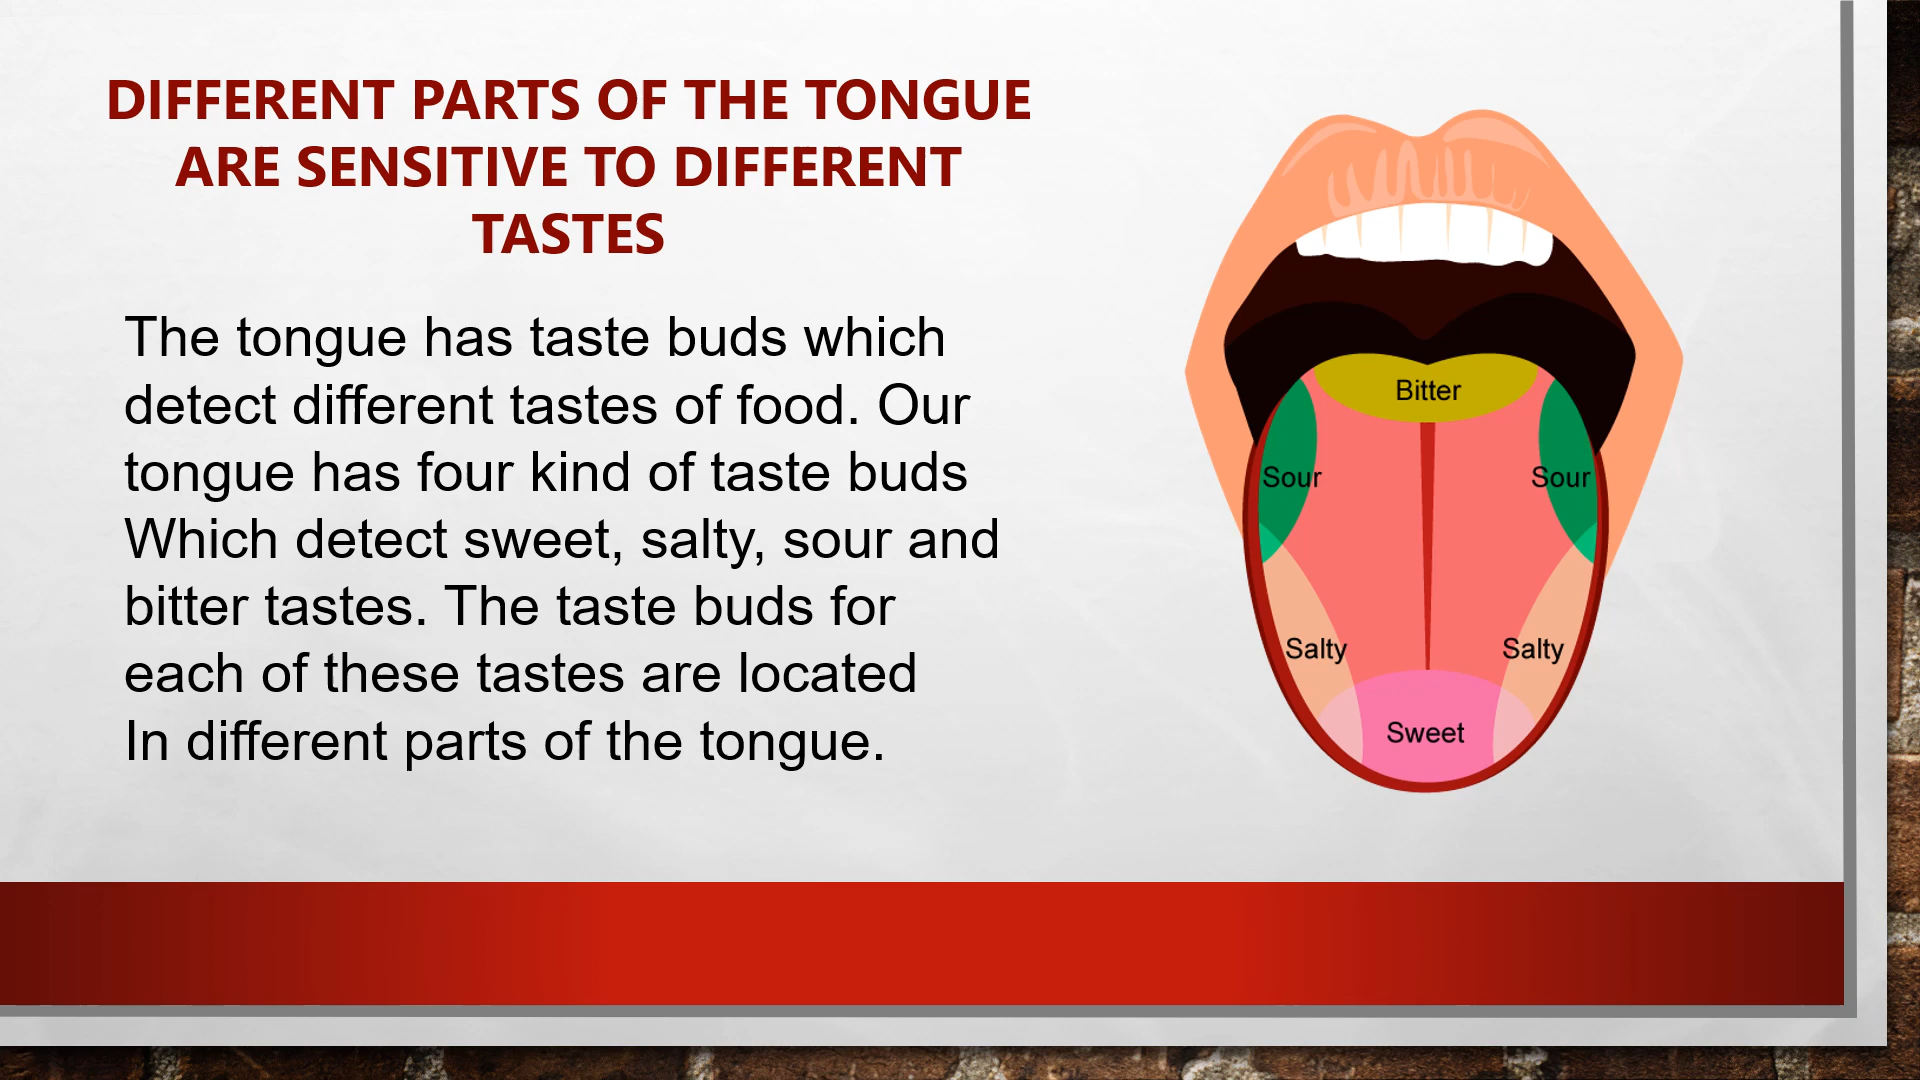 DIFFERENT PARTS OF THE TONGUE
ARE SENSITIVE TO DIFFERENT
TASTES
The tongue has taste buds which
detect different tastes of food. Our
tongue has four kind of taste buds
Which detect sweet, salty, sour and
bitter tastes. The taste buds for
each of these tastes are located
In different parts of the tongue.
Bitter
Sour
Sour
Salty
Salty
Sweet